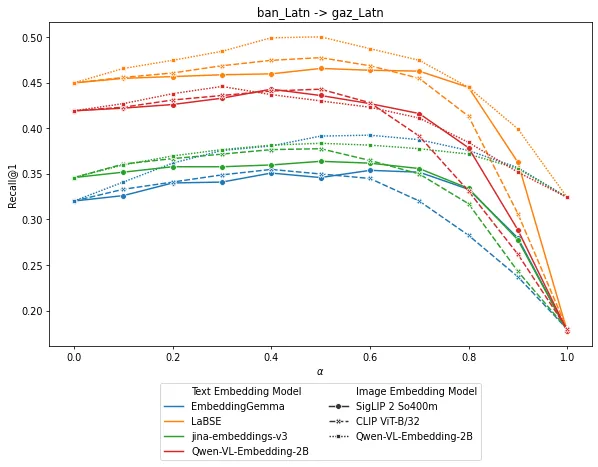 ban_Latn -> gaz_Latn
Recall@1
0.50
0.45
0.40
0.35
0.30
0.25
0.20
0.0
0.2
0.4
0.6
0.8
1.0
α
Text Embedding Model
EmbeddingGemma
LaBSE
jina-embeddings-v3
Qwen-VL-Embedding-2B
Image Embedding Model
SigLIP 2 So400m
CLIP ViT-B/32
Qwen-VL-Embedding-2B